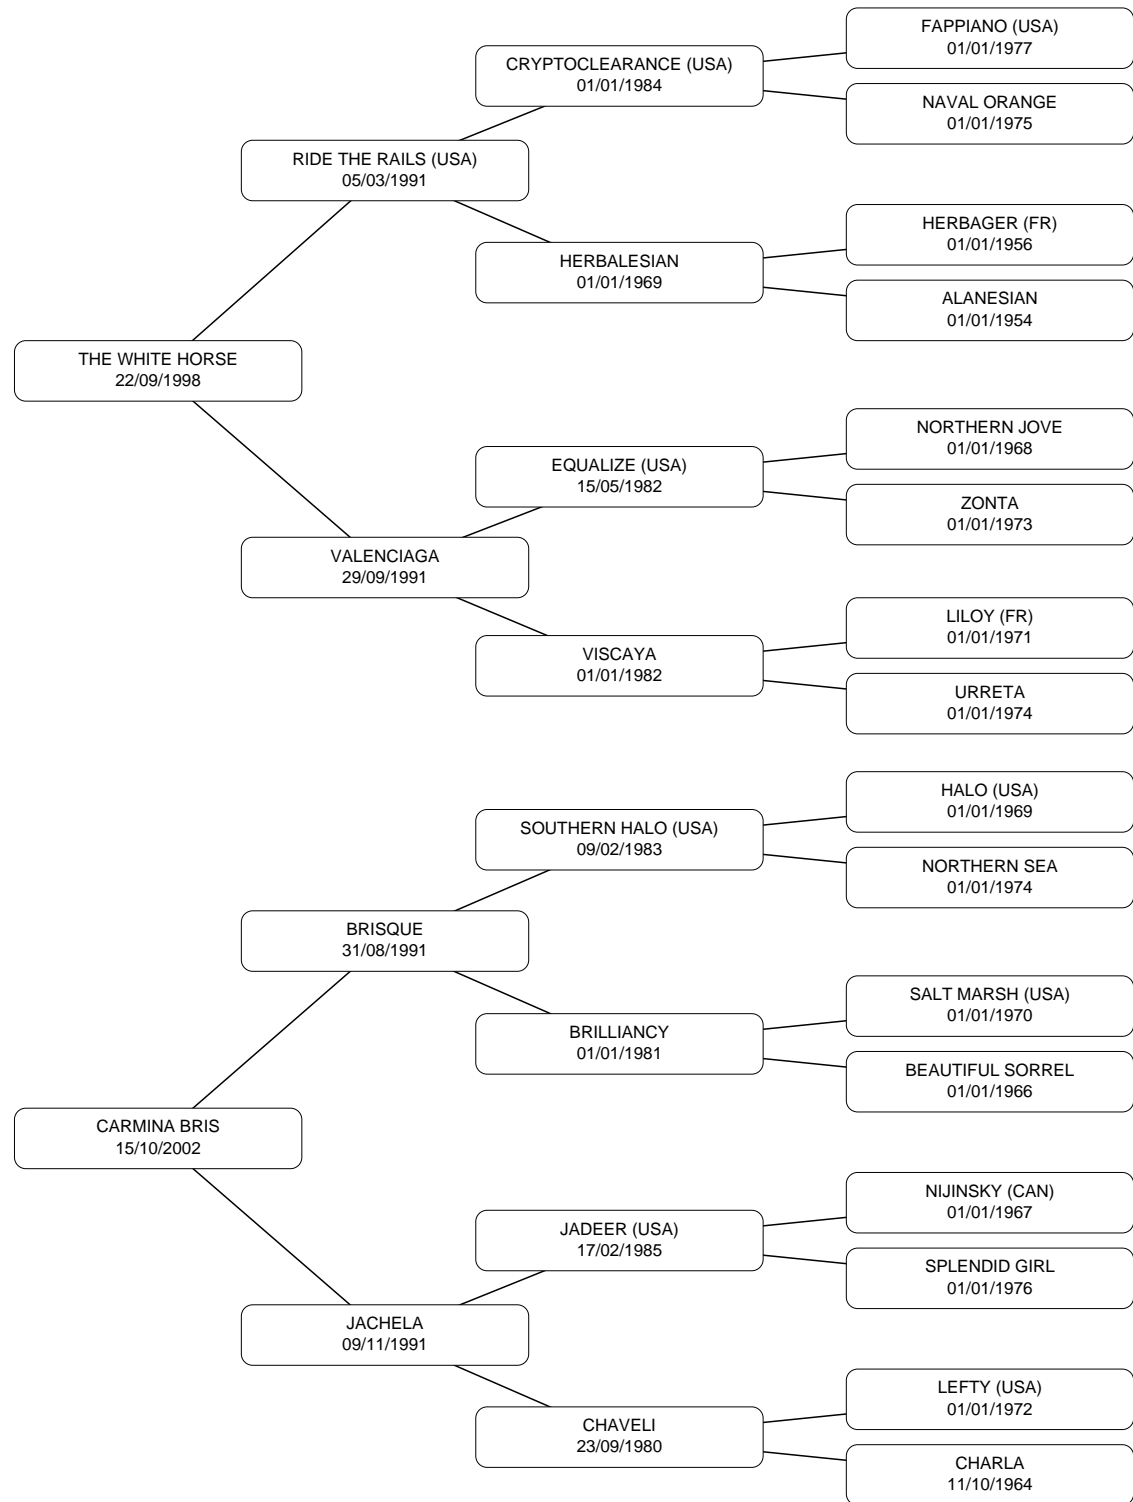 FAPPIANO (USA)
01/01/1977
CRYPTOCLEARANCE (USA)
01/01/1984
NAVAL ORANGE
01/01/1975
RIDE THE RAILS (USA)
05/03/1991
HERBAGER (FR)
01/01/1956
HERBALESIAN
01/01/1969
ALANESIAN
01/01/1954
THE WHITE HORSE
22/09/1998
NORTHERN JOVE
01/01/1968
EQUALIZE (USA)
15/05/1982
ZONTA
01/01/1973
VALENCIAGA
29/09/1991
LILOY (FR)
01/01/1971
VISCAYA
01/01/1982
URRETA
01/01/1974
HALO (USA)
01/01/1969
SOUTHERN HALO (USA)
09/02/1983
NORTHERN SEA
01/01/1974
BRISQUE
31/08/1991
SALT MARSH (USA)
01/01/1970
BRILLIANCY
01/01/1981
BEAUTIFUL SORREL
01/01/1966
CARMINA BRIS
15/10/2002
NIJINSKY (CAN)
01/01/1967
JADEER (USA)
17/02/1985
SPLENDID GIRL
01/01/1976
JACHELA
09/11/1991
LEFTY (USA)
01/01/1972
CHAVELI
23/09/1980
CHARLA
11/10/1964